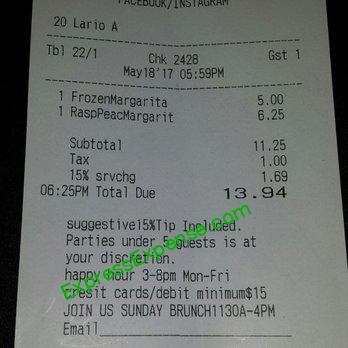 FACEBOOK/INSTAGRAM
20 Lario A
Tbl 22/1 Chk 2428 Gst 1
May18'17 05:59PM
1 FrozenMargarita 5.00
1 RaspPeacMargarit 6.25
Subtotal 11.25
Tax 1.00
15% srvchg 1.69
06:25PM Total Due 13.94
suggestive15%Tip Included.
Parties under 5 guests is at
your discretion.
happy hour 3-8pm Mon-Fri
credit cards/debit minimum$15
JOIN US SUNDAY BRUNCH1130A-4PM
Email
ExpressExpense.com